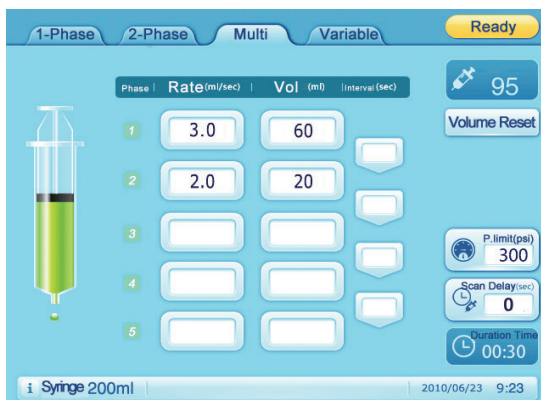 1-Phase 2-Phase Multi Variable Ready
Phase Rate(ml/sec) Vol (ml) Interval(sec)
95
Volume Reset
1 3.0 60
2 2.0 20
3
4
5
P.limit(psi)
300
Scan Delay(sec)
0
Duration Time
00:30
i Syringe 200ml 2010/06/23 9:23